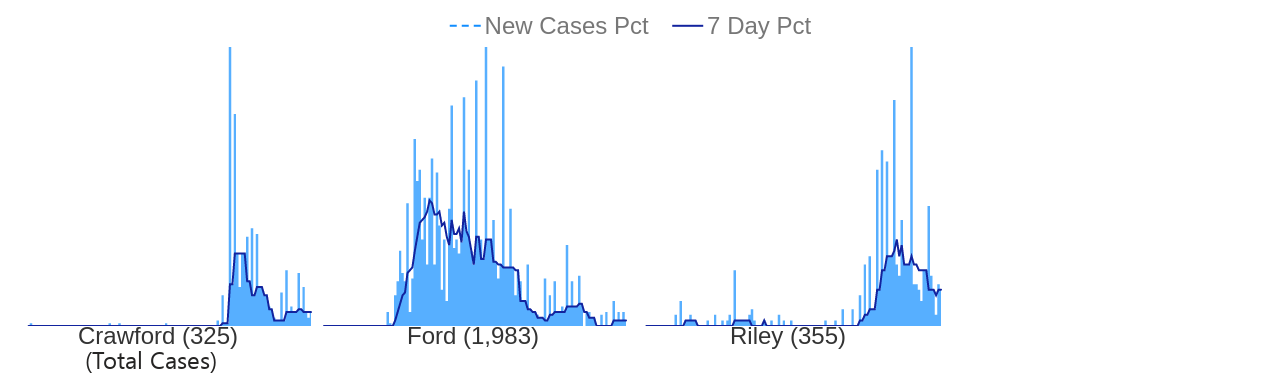 New Cases Pct 7 Day Pct
Crawford (325) Ford (1,983) Riley (355)
(Total Cases)